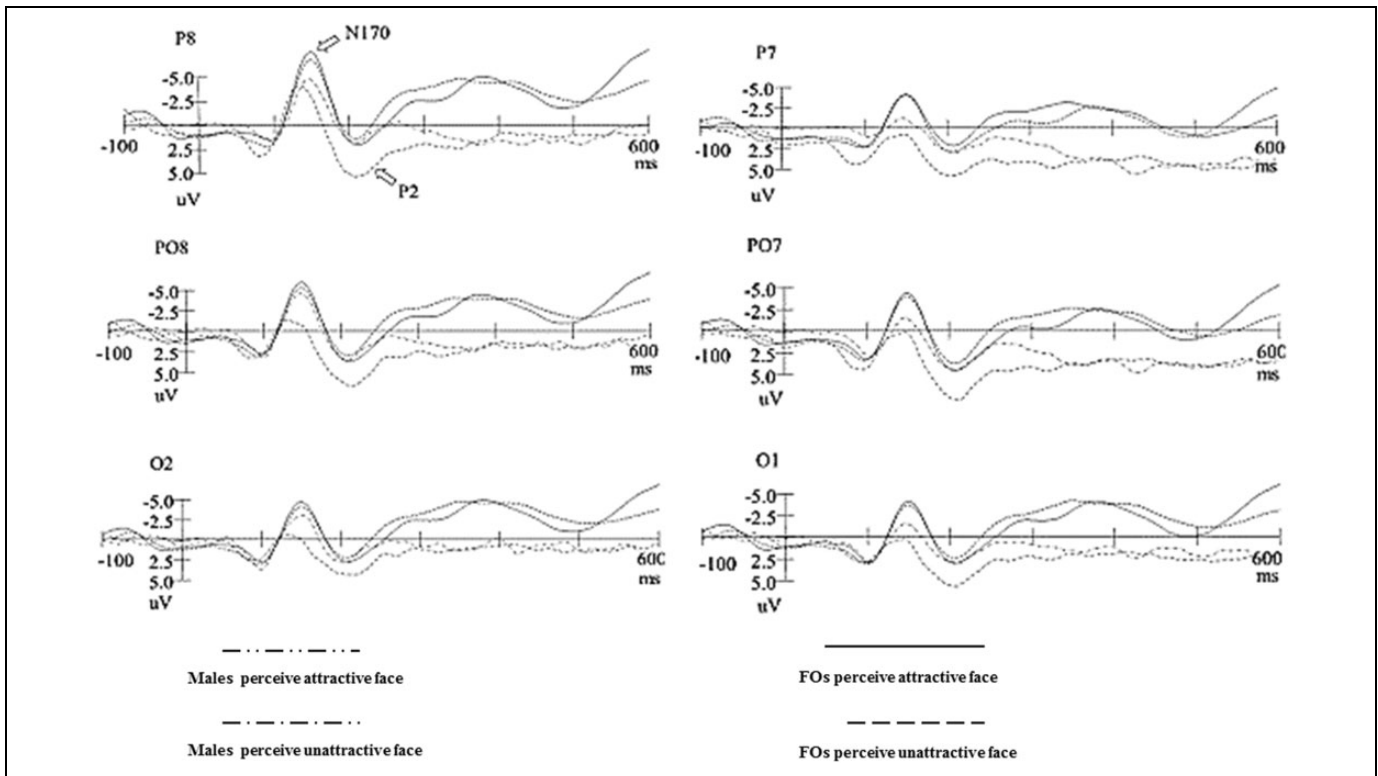 P8
N170
-5.0
-2.5
-100
2.5
5.0
uV
600
ms
P2
P7
-5.0
-2.5
-100
2.5
5.0
uV
600
ms
PO8
-5.0
-2.5
-100
2.5
5.0
uV
600
ms
PO7
-5.0
-2.5
-100
2.5
5.0
uV
600
ms
O2
-5.0
-2.5
-100
2.5
5.0
uV
600
ms
O1
-5.0
-2.5
-100
2.5
5.0
uV
600
ms
Males perceive attractive face
FOs perceive attractive face
Males perceive unattractive face
FOs perceive unattractive face